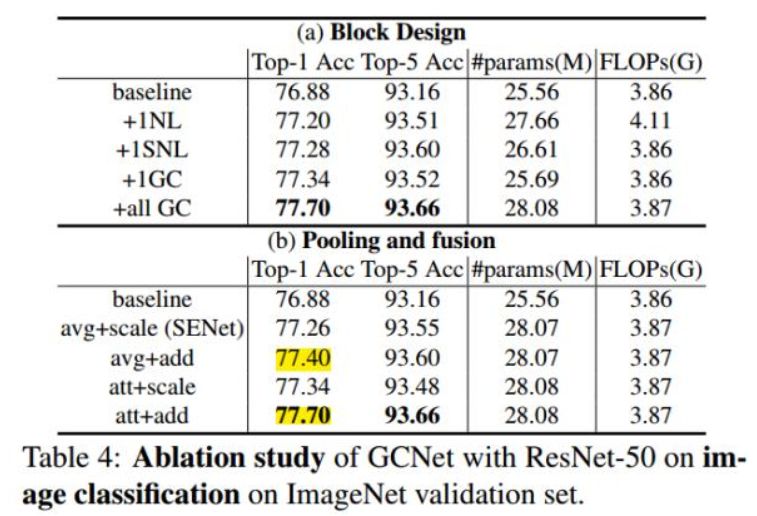 (a) Block Design
Top-1 Acc Top-5 Acc #params(M) FLOPs(G)
baseline 76.88 93.16 25.56 3.86
+1NL 77.20 93.51 27.66 4.11
+1SNL 77.28 93.60 26.61 3.86
+1GC 77.34 93.52 25.69 3.86
+all GC 77.70 93.66 28.08 3.87
(b) Pooling and fusion
Top-1 Acc Top-5 Acc #params(M) FLOPs(G)
baseline 76.88 93.16 25.56 3.86
avg+scale (SENet) 77.26 93.55 28.07 3.87
avg+add 77.40 93.60 28.07 3.87
att+scale 77.34 93.48 28.08 3.87
att+add 77.70 93.66 28.08 3.87
Table 4: Ablation study of GCNet with ResNet-50 on im-
age classification on ImageNet validation set.